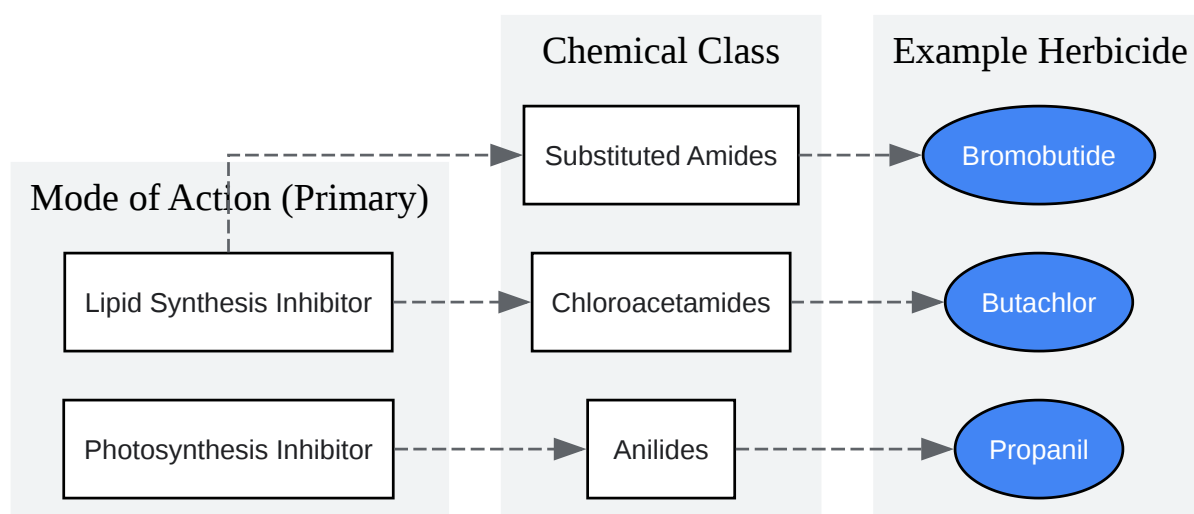 Chemical Class
Example Herbicide
Substituted Amides
Bromobutide
Mode of Action (Primary)
Lipid Synthesis Inhibitor
Chloroacetamides
Butachlor
Photosynthesis Inhibitor
Anilides
Propanil